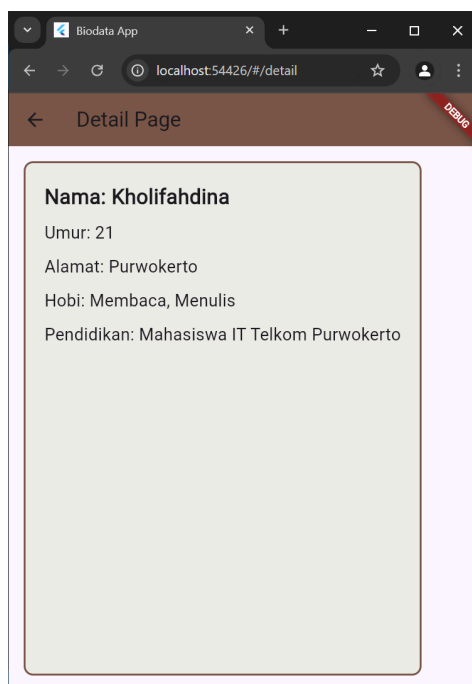 Biodata App
localhost:54426/#/detail
Detail Page
DEBUG
Nama: Kholifahdina
Umur: 21
Alamat: Purwokerto
Hobi: Membaca, Menulis
Pendidikan: Mahasiswa IT Telkom Purwokerto